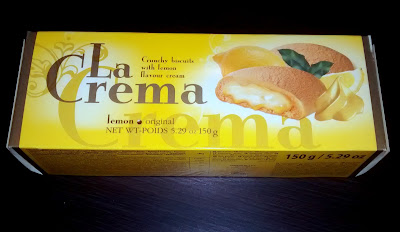 La
Crema
Crunchy biscuits
with lemon
flavour cream
Crema
lemon original
NET WT-POIDS 5.29 oz 150 g
150 g / 5.29 oz